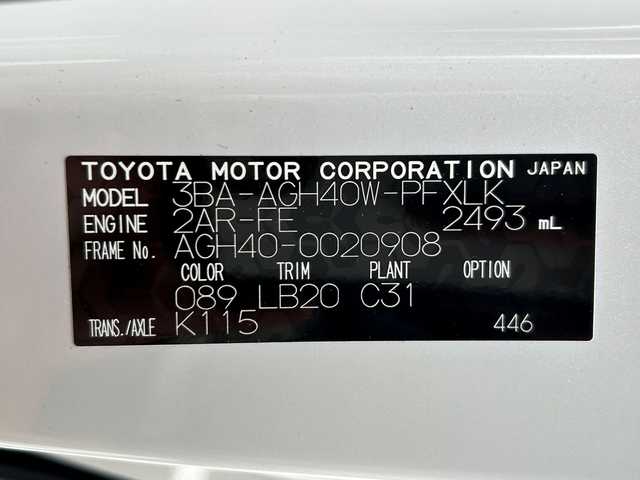 TOYOTA MOTOR CORPORATION JAPAN
MODEL 3BA-AGH40W-PFXLK
ENGINE 2AR-FE 2493 mL
FRAME No. AGH40-0020908
COLOR TRIM PLANT OPTION
089 LB20 C31
TRANS./AXLE K115 446